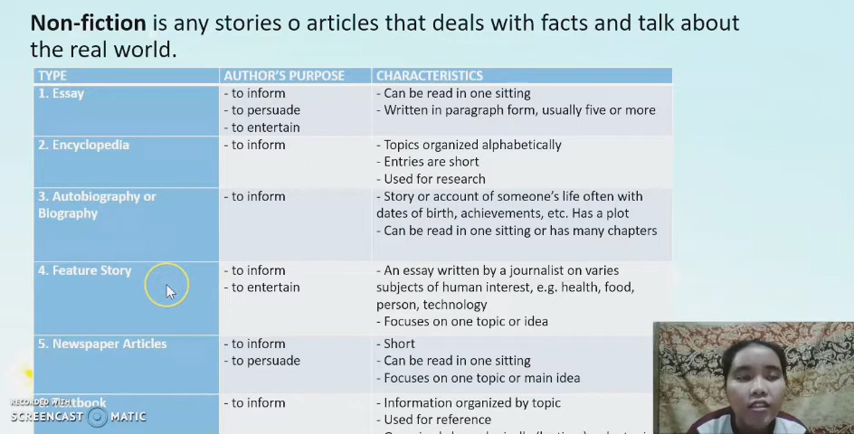 Non-fiction is any stories o articles that deals with facts and talk about
the real world.
TYPE
AUTHOR'S PURPOSE
CHARACTERISTICS
1. Essay
- to inform
- to persuade
- to entertain
- Can be read in one sitting
- Written in paragraph form, usually five or more
2. Encyclopedia
- to inform
- Topics organized alphabetically
- Entries are short
- Used for research
3. Autobiography or
Biography
- to inform
- Story or account of someone's life often with
dates of birth, achievements, etc. Has a plot
- Can be read in one sitting or has many chapters
4. Feature Story
- to inform
- to entertain
- An essay written by a journalist on varies
subjects of human interest, e.g. health, food,
person, technology
- Focuses on one topic or idea
5. Newspaper Articles
- to inform
- to persuade
- Short
- Can be read in one sitting
- Focuses on one topic or main idea
- to inform
- Information organized by topic
- Used for reference
RECORDED WITH
SCREENCAST MATIC